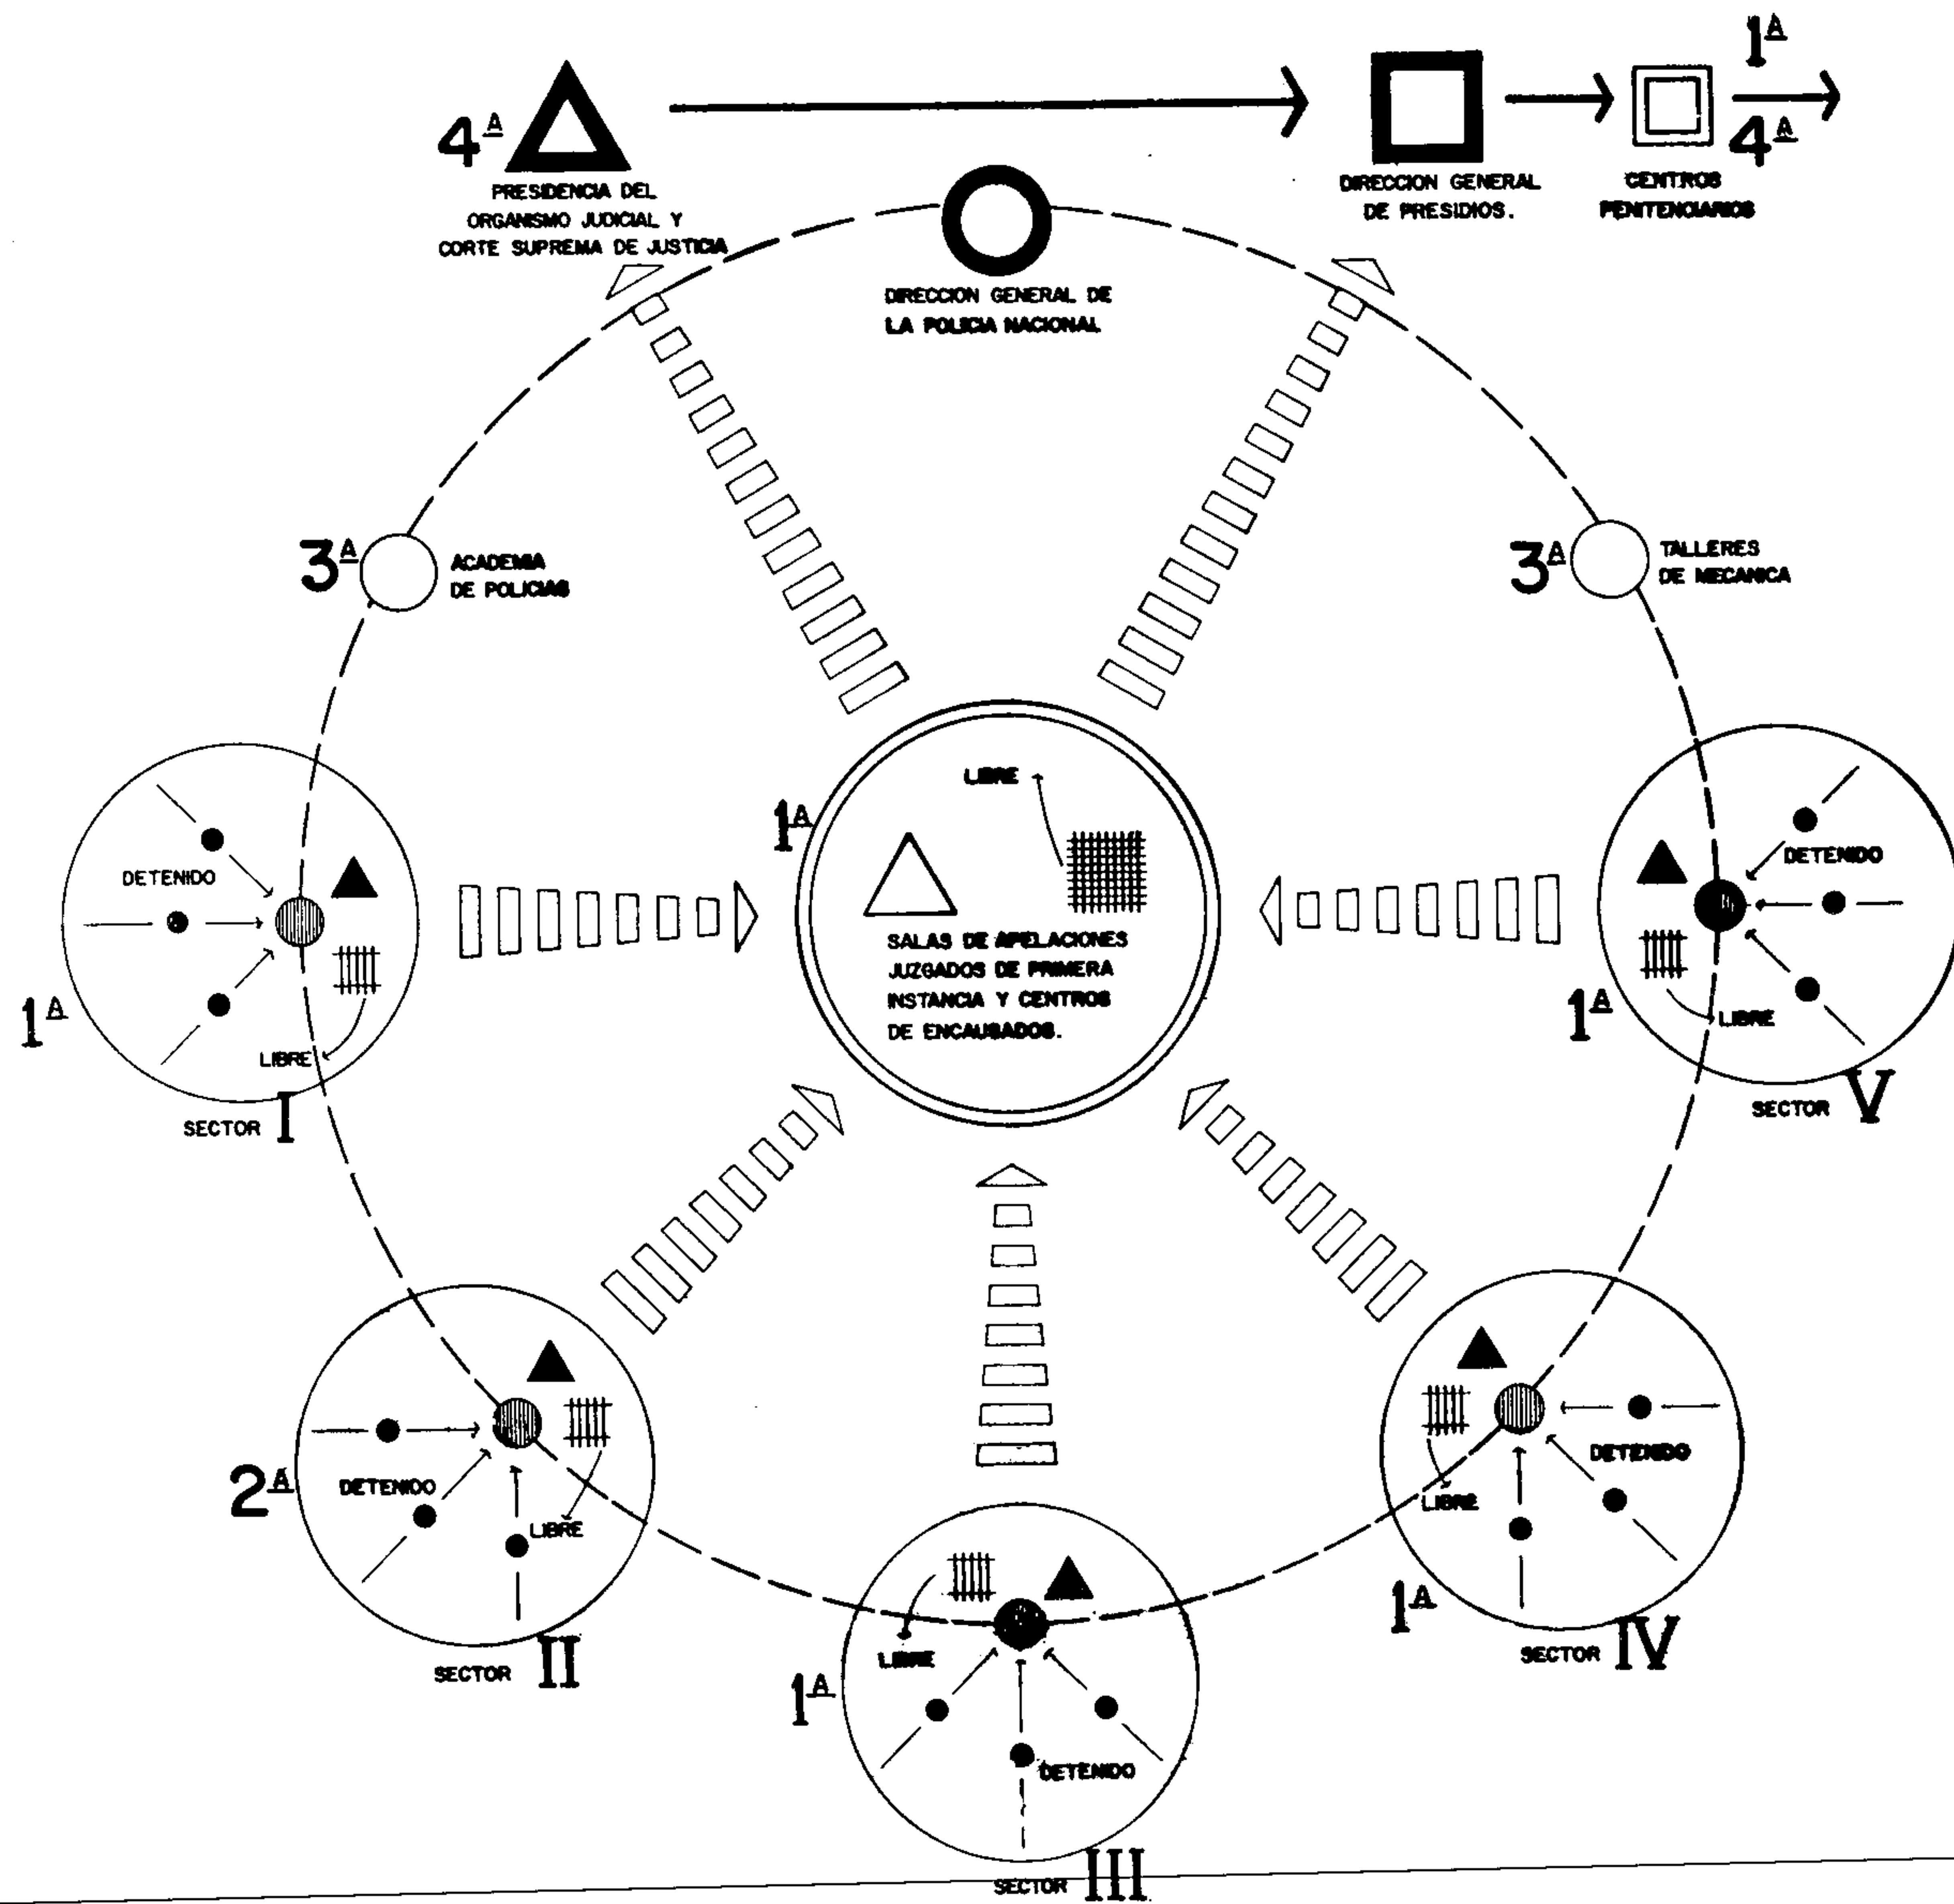 1A
4A
PRESIDENCIA DEL
ORGANISMO JUDICIAL Y
CORTE SUPREMA DE JUSTICIA
DIRECCION GENERAL
DE PRESIDIOS.
CENTROS
PENITENCIARIOS
4A
DIRECCION GENERAL DE
LA POLICIA NACIONAL
3A
ACADEMIA
DE POLICIAS
3A
TALLERES
DE MECANICA
1A
LIBRE
SALAS DE APELACIONES
JUZGADOS DE PRIMERA
INSTANCIA Y CENTROS
DE ENCAUSADOS.
DETENIDO
LIBRE
1A
SECTOR I
DETENIDO
LIBRE
1A
SECTOR V
2A
DETENIDO
LIBRE
SECTOR II
DETENIDO
LIBRE
1A
SECTOR IV
LIBRE
1A
DETENIDO
SECTOR III